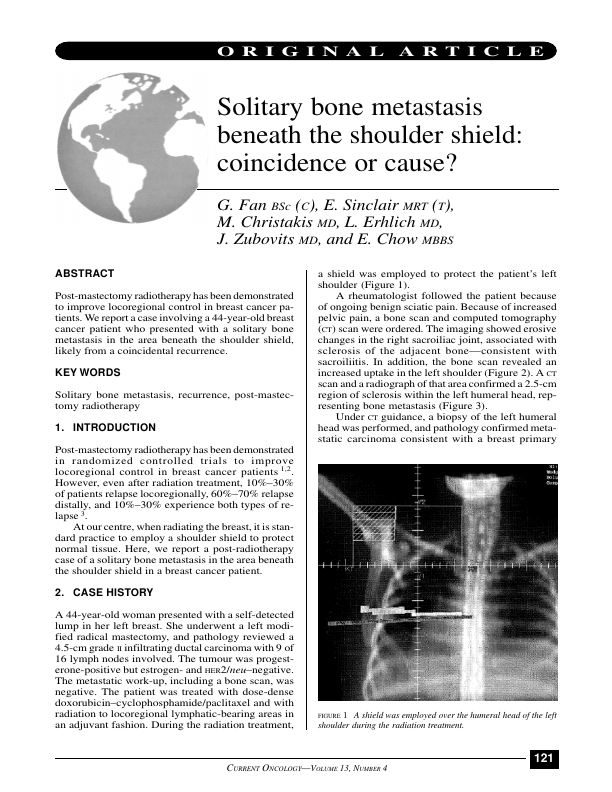 ORIGINAL ARTICLE
Solitary bone metastasis
beneath the shoulder shield:
coincidence or cause?
G. Fan BSc (C), E. Sinclair MRT (T),
M. Christakis MD, L. Erhlich MD,
J. Zubovits MD, and E. Chow MBBS
ABSTRACT
Post-mastectomy radiotherapy has been demonstrated
to improve locoregional control in breast cancer pa-
tients. We report a case involving a 44-year-old breast
cancer patient who presented with a solitary bone
metastasis in the area beneath the shoulder shield,
likely from a coincidental recurrence.
KEY WORDS
Solitary bone metastasis, recurrence, post-mastec-
tomy radiotherapy
1. INTRODUCTION
Post-mastectomy radiotherapy has been demonstrated
in randomized controlled trials to improve
locoregional control in breast cancer patients 1,2.
However, even after radiation treatment, 10%–30%
of patients relapse locoregionally, 60%–70% relapse
distally, and 10%–30% experience both types of re-
lapse 3.
At our centre, when radiating the breast, it is stan-
dard practice to employ a shoulder shield to protect
normal tissue. Here, we report a post-radiotherapy
case of a solitary bone metastasis in the area beneath
the shoulder shield in a breast cancer patient.
2. CASE HISTORY
A 44-year-old woman presented with a self-detected
lump in her left breast. She underwent a left modi-
fied radical mastectomy, and pathology reviewed a
4.5-cm grade II infiltrating ductal carcinoma with 9 of
16 lymph nodes involved. The tumour was progest-
erone-positive but estrogen- and HER2/neu–negative.
The metastatic work-up, including a bone scan, was
negative. The patient was treated with dose-dense
doxorubicin–cyclophosphamide/paclitaxel and with
radiation to locoregional lymphatic-bearing areas in
an adjuvant fashion. During the radiation treatment,
a shield was employed to protect the patient's left
shoulder (Figure 1).
A rheumatologist followed the patient because
of ongoing benign sciatic pain. Because of increased
pelvic pain, a bone scan and computed tomography
(CT) scan were ordered. The imaging showed erosive
changes in the right sacroiliac joint, associated with
sclerosis of the adjacent bone—consistent with
sacroiliitis. In addition, the bone scan revealed an
increased uptake in the left shoulder (Figure 2). A CT
scan and a radiograph of that area confirmed a 2.5-cm
region of sclerosis within the left humeral head, rep-
resenting bone metastasis (Figure 3).
Under CT guidance, a biopsy of the left humeral
head was performed, and pathology confirmed meta-
static carcinoma consistent with a breast primary
FIGURE 1 A shield was employed over the humeral head of the left
shoulder during the radiation treatment.
CURRENT ONCOLOGY—VOLUME 13, NUMBER 4
121